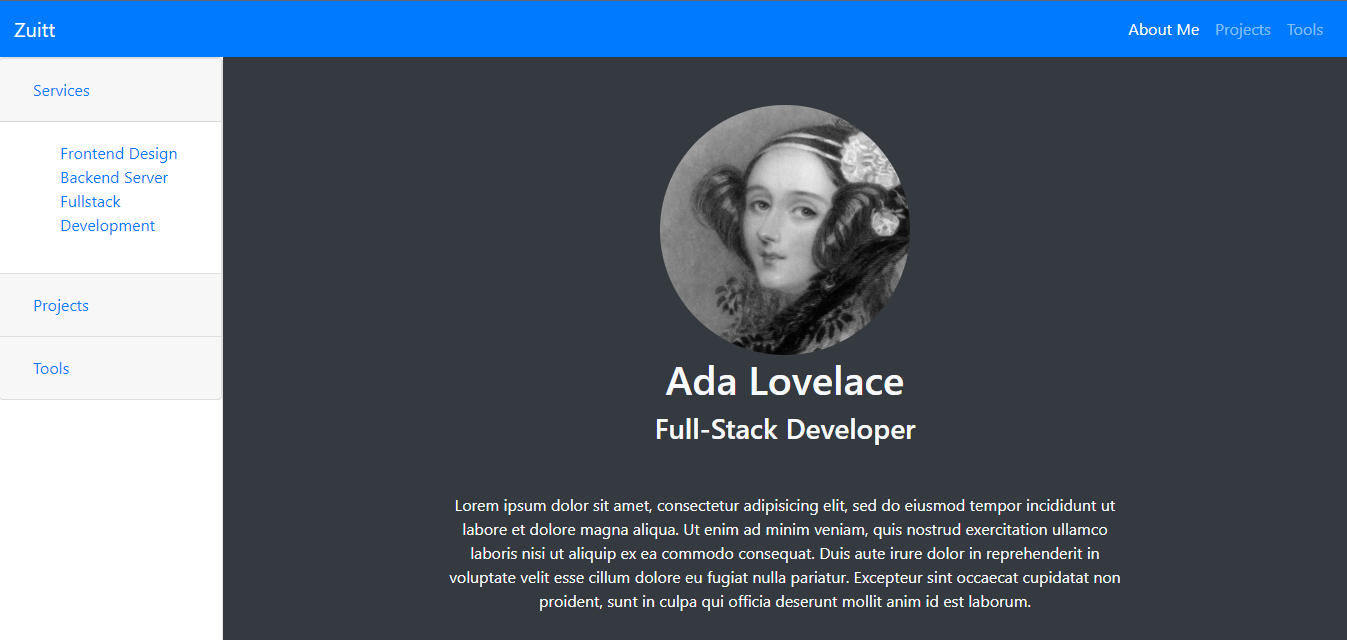 Zuitt
About Me Projects Tools
Services
Frontend Design
Backend Server
Fullstack
Development
Projects
Tools
Ada Lovelace
Full-Stack Developer
Lorem ipsum dolor sit amet, consectetur adipisicing elit, sed do eiusmod tempor incididunt ut
labore et dolore magna aliqua. Ut enim ad minim veniam, quis nostrud exercitation ullamco
laboris nisi ut aliquip ex ea commodo consequat. Duis aute irure dolor in reprehenderit in
voluptate velit esse cillum dolore eu fugiat nulla pariatur. Excepteur sint occaecat cupidatat non
proident, sunt in culpa qui officia deserunt mollit anim id est laborum.